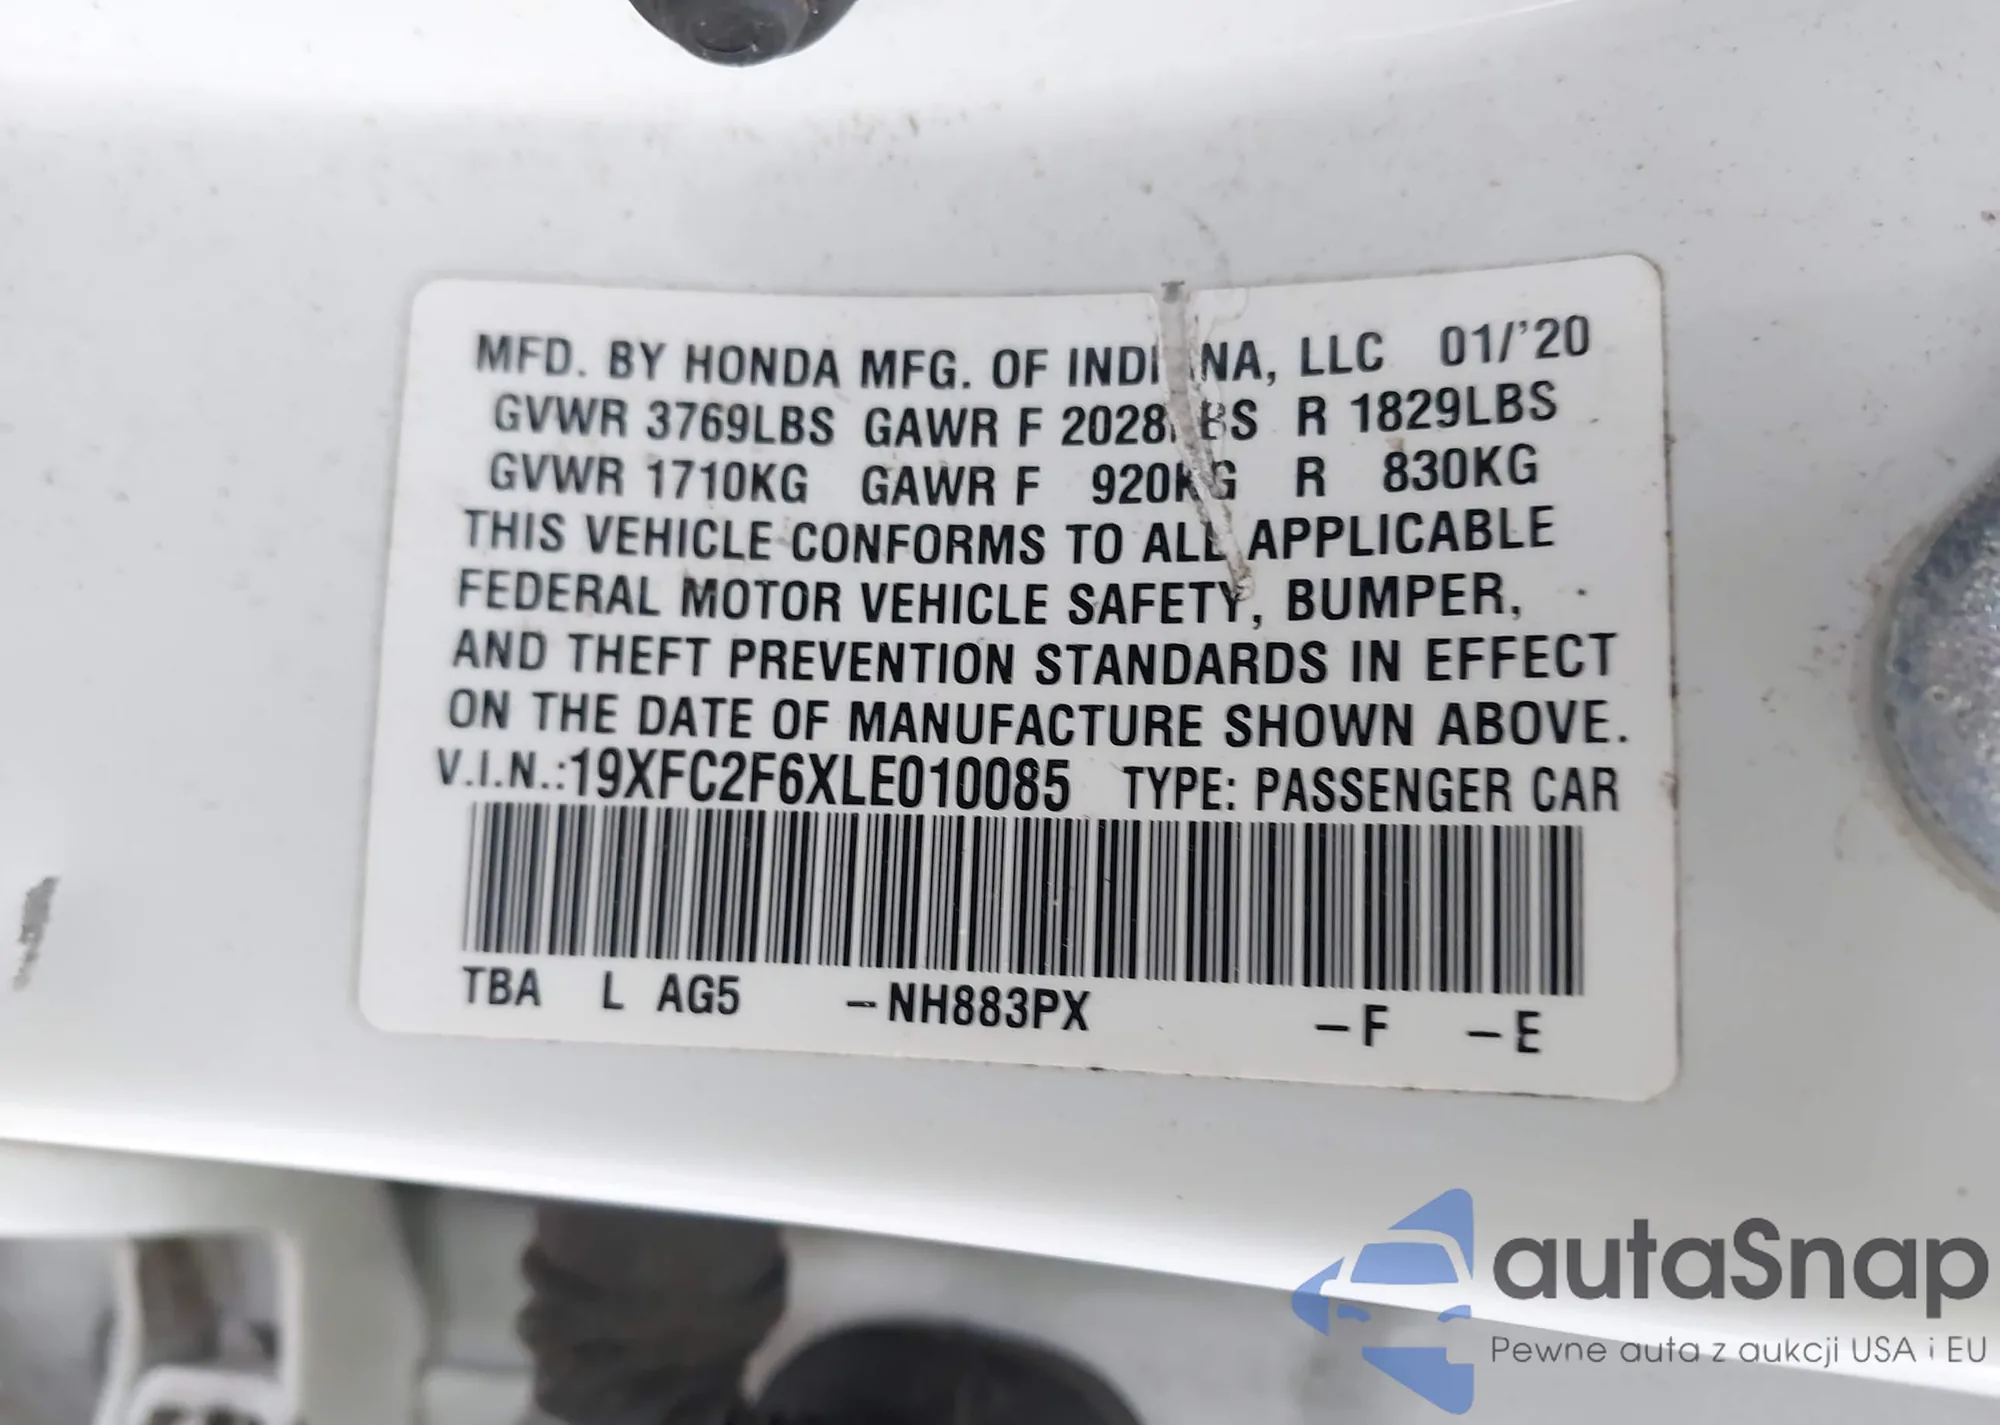 MFD. BY HONDA MFG. OF INDIANA, LLC 01/'20
GVWR 3769LBS GAWR F 2028LBS R 1829LBS
GVWR 1710KG GAWR F 920KG R 830KG
THIS VEHICLE CONFORMS TO ALL APPLICABLE
FEDERAL MOTOR VEHICLE SAFETY, BUMPER,
AND THEFT PREVENTION STANDARDS IN EFFECT
ON THE DATE OF MANUFACTURE SHOWN ABOVE.
V.I.N.:19XFC2F6XLE010085 TYPE: PASSENGER CAR
TBA L AG5 –NH883PX –F –E
autaSnap
Pewne auta z aukcji USA i EU